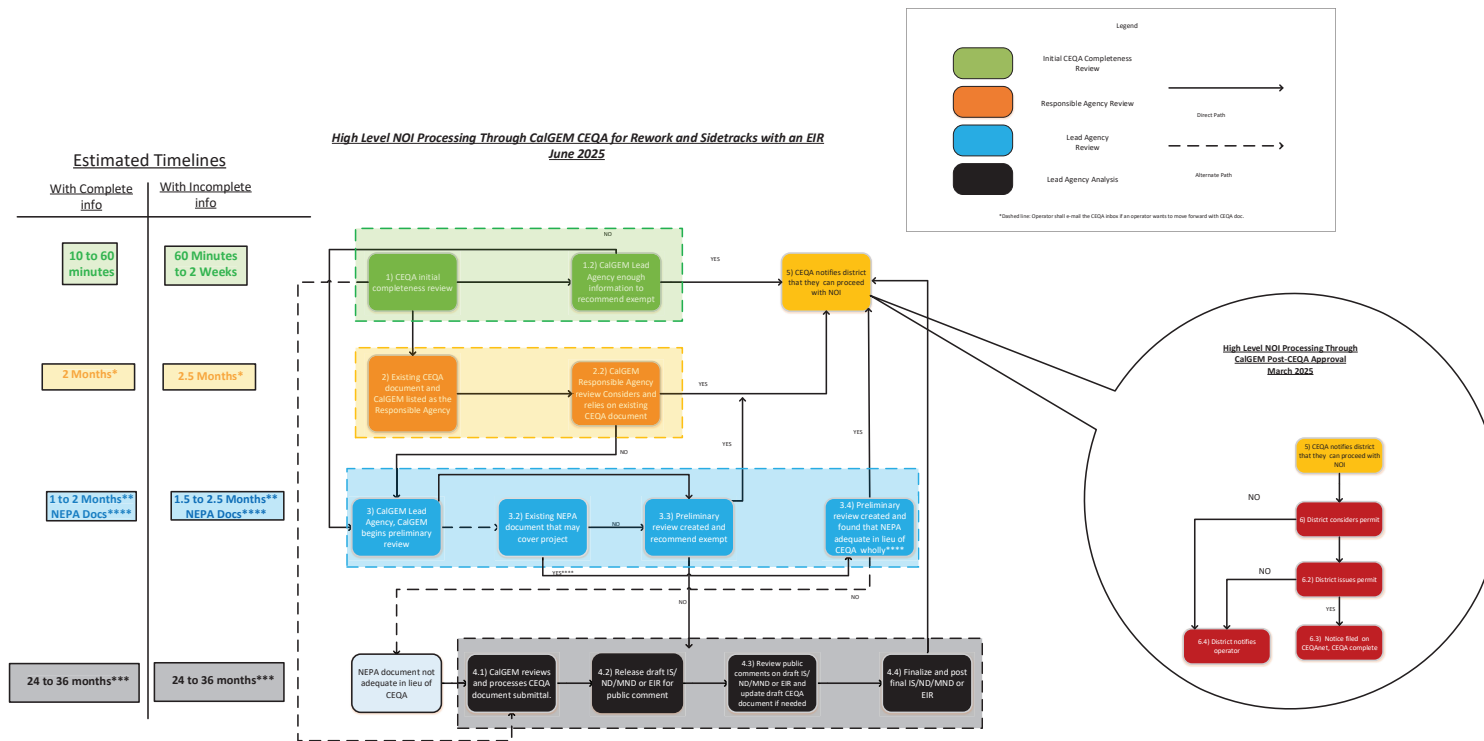 Legend
Initial CEQA Completeness
Review
Responsible Agency Review
Direct Path
Lead Agency
Review
Lead Agency Analysis
Alternate Path
*Dashed line: Operator shall e-mail the CEQA inbox if an operator wants to move forward with CEQA doc.
High Level NOI Processing Through CalGEM CEQA for Rework and Sidetracks with an EIR
June 2025
Estimated Timelines
With Complete
info
With Incomplete
info
10 to 60
minutes
60 Minutes
to 2 Weeks
2 Months*
2.5 Months*
1 to 2 Months**
NEPA Docs****
1.5 to 2.5 Months**
NEPA Docs****
24 to 36 months***
24 to 36 months***
NO
1) CEQA initial
completeness review
1.2) CalGEM Lead
Agency enough
information to
recommend exempt
YES
5) CEQA notifies district
that they can proceed
with NOI
2) Existing CEQA
document and
CalGEM listed as the
Responsible Agency
2.2) CalGEM
Responsible Agency
review Considers and
relies on existing
CEQA document
YES
NO
YES
YES
3) CalGEM Lead
Agency, CalGEM
begins preliminary
review
3.2) Existing NEPA
document that may
cover project
NO
3.3) Preliminary
review created and
recommend exempt
3.4) Preliminary
review created and
found that NEPA
adequate in lieu of
CEQA wholly****
YES****
NO
NO
NEPA document not
adequate in lieu of
CEQA
4.1) CalGEM reviews
and processes CEQA
document submittal.
4.2) Release draft IS/
ND/MND or EIR for
public comment
4.3) Review public
comments on draft IS/
ND/MND or EIR and
update draft CEQA
document if needed
4.4) Finalize and post
final IS/ND/MND or
EIR
High Level NOI Processing Through
CalGEM Post-CEQA Approval
March 2025
5) CEQA notifies district
that they can proceed with
NOI
NO
6) District considers permit
NO
6.2) District issues permit
YES
6.4) District notifies
operator
6.3) Notice filed on
CEQAnet, CEQA complete